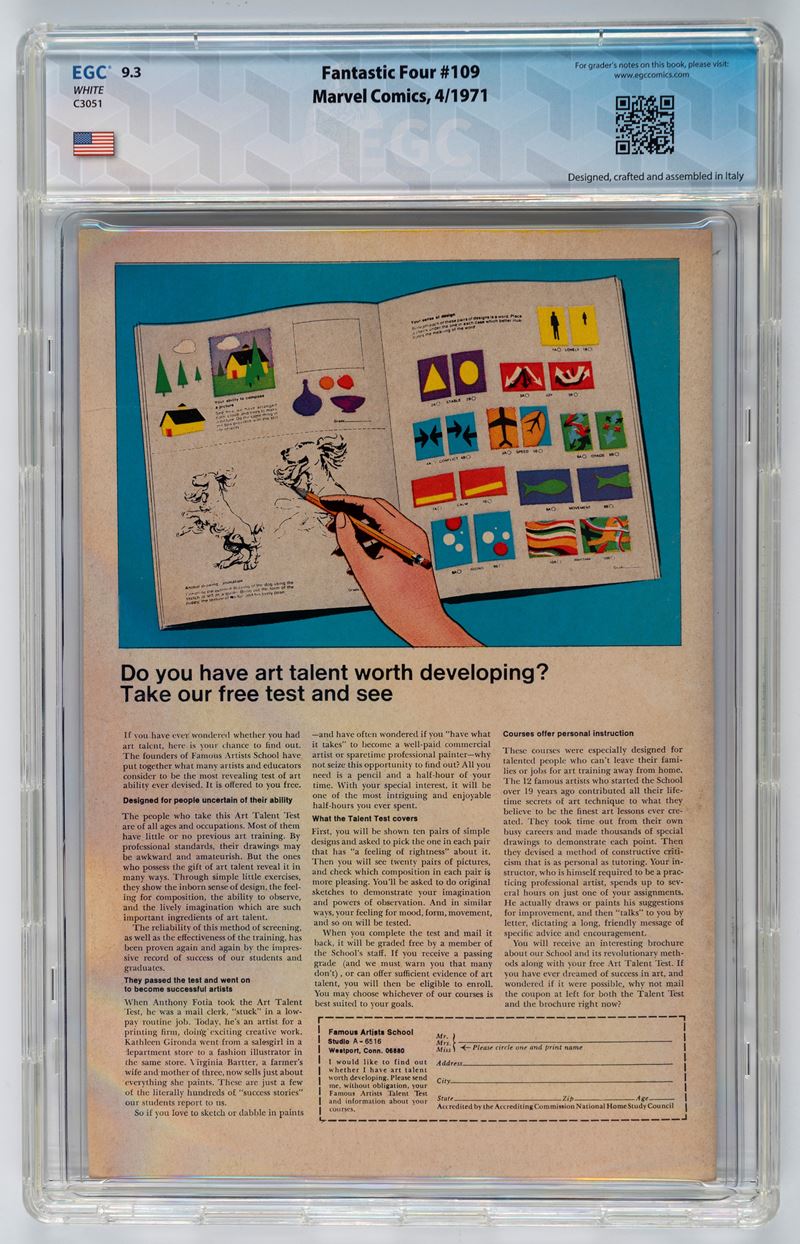 EGC® 9.3
WHITE
C3051
Fantastic Four #109
Marvel Comics, 4/1971
For grader's notes on this book, please visit:
www.egccomics.com
EGC
Designed, crafted and assembled in Italy
Your ability to compose
a picture
Your sense of design
LONELY
STABLE
JOY
CONFLICT
SPEED
CALM
MOVEMENT
Do you have art talent worth developing?
Take our free test and see
If you have ever wondered whether you had
art talent, here is your chance to find out.
The founders of Famous Artists School have
put together what many artists and educators
consider to be the most revealing test of art
ability ever devised. It is offered to you free.
Designed for people uncertain of their ability
The people who take this Art Talent Test
are of all ages and occupations. Most of them
have little or no previous art training. By
professional standards, their drawings may
be awkward and amateurish. But the ones
who possess the gift of art talent reveal it in
many ways. Through simple little exercises,
they show the inborn sense of design, the feel-
ing for composition, the ability to observe,
and the lively imagination which are such
important ingredients of art talent.
The reliability of this method of screening,
as well as the effectiveness of the training, has
been proven again and again by the impres-
sive record of success of our students and
graduates.
They passed the test and went on
to become successful artists
When Anthony Fotia took the Art Talent
Test, he was a mail clerk, "stuck" in a low-
pay routine job. Today, he's an artist for a
printing firm, doing exciting creative work.
Kathleen Gironda went from a salesgirl in a
department store to a fashion illustrator in
the same store. Virginia Bartter, a farmer's
wife and mother of three, now sells just about
everything she paints. These are just a few
of the literally hundreds of "success stories"
our students report to us.
So if you love to sketch or dabble in paints
—and have often wondered if you "have what
it takes" to become a well-paid commercial
artist or sparetime professional painter—why
not seize this opportunity to find out? All you
need is a pencil and a half-hour of your
time. With your special interest, it will be
one of the most intriguing and enjoyable
half-hours you ever spent.
What the Talent Test covers
First, you will be shown ten pairs of simple
designs and asked to pick the one in each pair
that has "a feeling of rightness" about it.
Then you will see twenty pairs of pictures,
and check which composition in each pair is
more pleasing. You'll be asked to do original
sketches to demonstrate your imagination
and powers of observation. And in similar
ways, your feeling for mood, form, movement,
and so on will be tested.
When you complete the test and mail it
back, it will be graded free by a member of
the School's staff. If you receive a passing
grade (and we must warn you that many
don't), or can offer sufficient evidence of art
talent, you will then be eligible to enroll.
You may choose whichever of our courses is
best suited to your goals.
Courses offer personal instruction
These courses were especially designed for
talented people who can't leave their fami-
lies or jobs for art training away from home.
The 12 famous artists who started the School
over 19 years ago contributed all their life-
time secrets of art technique to what they
believe to be the finest art lessons ever cre-
ated. They took time out from their own
busy careers and made thousands of special
drawings to demonstrate each point. Then
they devised a method of constructive criti-
cism that is as personal as tutoring. Your in-
structor, who is himself required to be a prac-
ticing professional artist, spends up to sev-
eral hours on just one of your assignments.
He actually draws or paints his suggestions
for improvement, and then "talks" to you by
letter, dictating a long, friendly message of
specific advice and encouragement.
You will receive an interesting brochure
about our School and its revolutionary meth-
ods along with your free Art Talent Test. If
you have ever dreamed of success in art, and
wondered if it were possible, why not mail
the coupon at left for both the Talent Test
and the brochure right now?
Famous Artists School
Studio A-6516
Westport, Conn. 06880
I would like to find out
whether I have art talent
worth developing. Please send
me, without obligation, your
Famous Artists Talent Test
and information about your
courses.
Mr.
Mrs.
Miss
Please circle one and print name
Address
City
State Zip Age
Accredited by the Accrediting Commission National Home Study Council